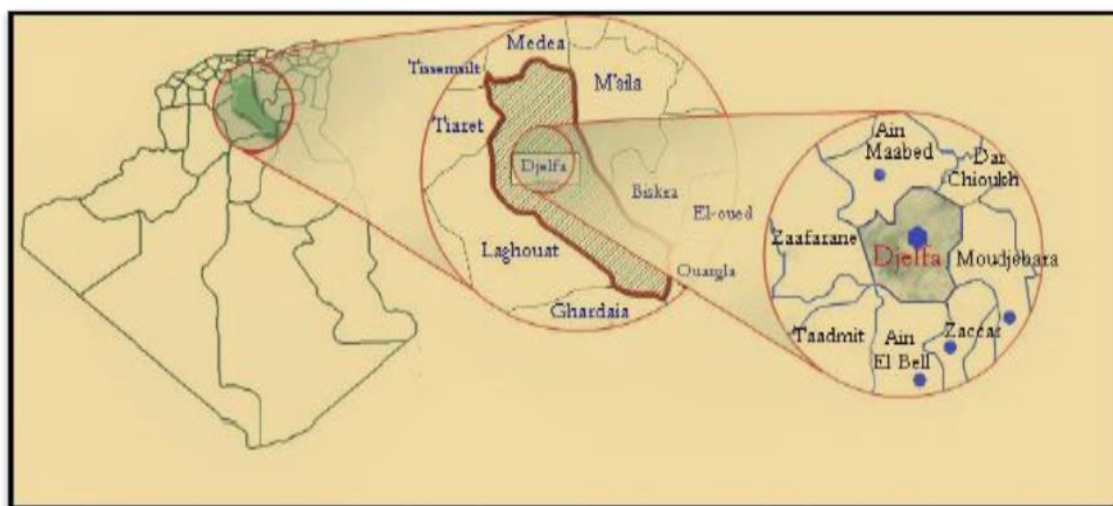 Medea
Tissemsilt
M'aila
Tiaret
Djelfa
Biskra
El-oued
Laghouat
Ouargla
Ghardaia
Ain
Maabed
Dar
Chioukh
Zaafarane
Djelfa
Moudjebara
Taadmit
Ain
El Bell
Zaccar